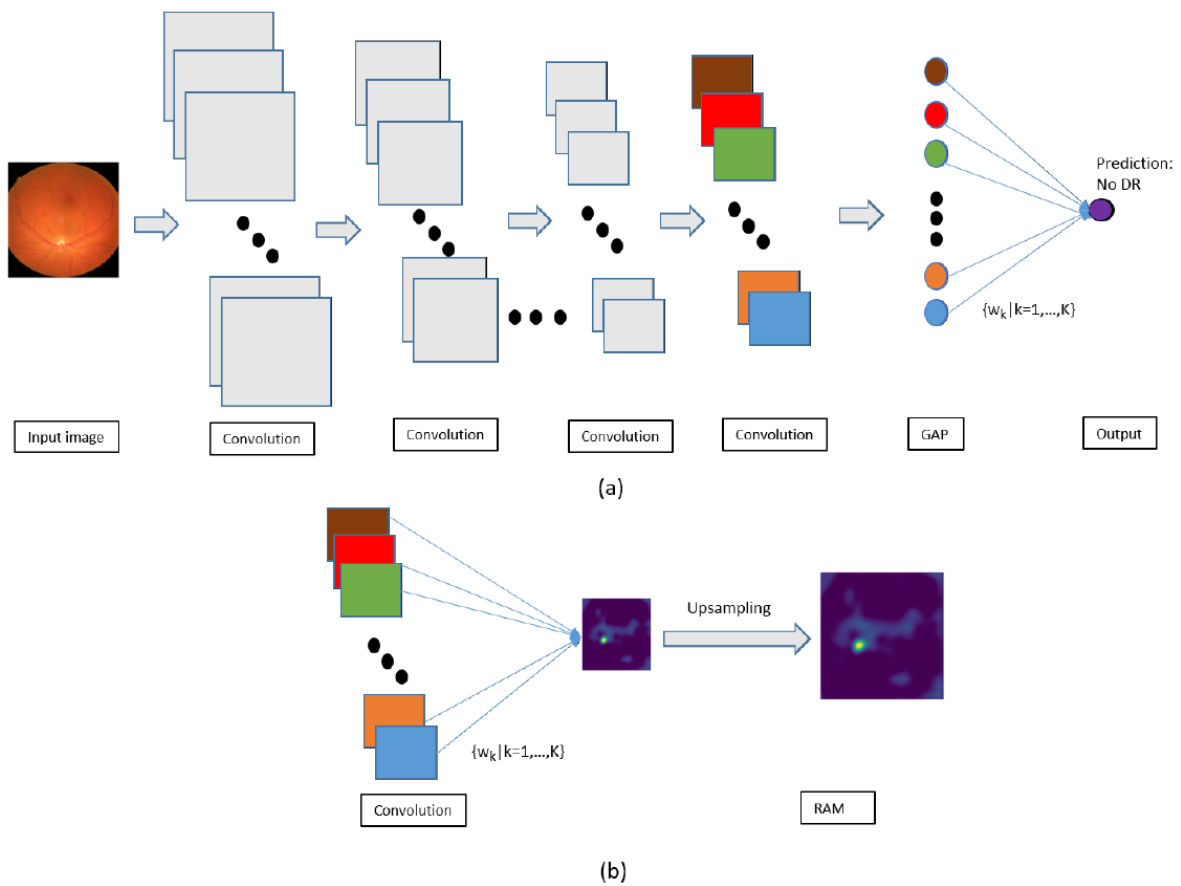 Prediction:
No DR
{wk|k=1,...,K}
Input image
Convolution
Convolution
Convolution
Convolution
GAP
Output
(a)
Upsampling
{wk|k=1,...,K}
Convolution
RAM
(b)